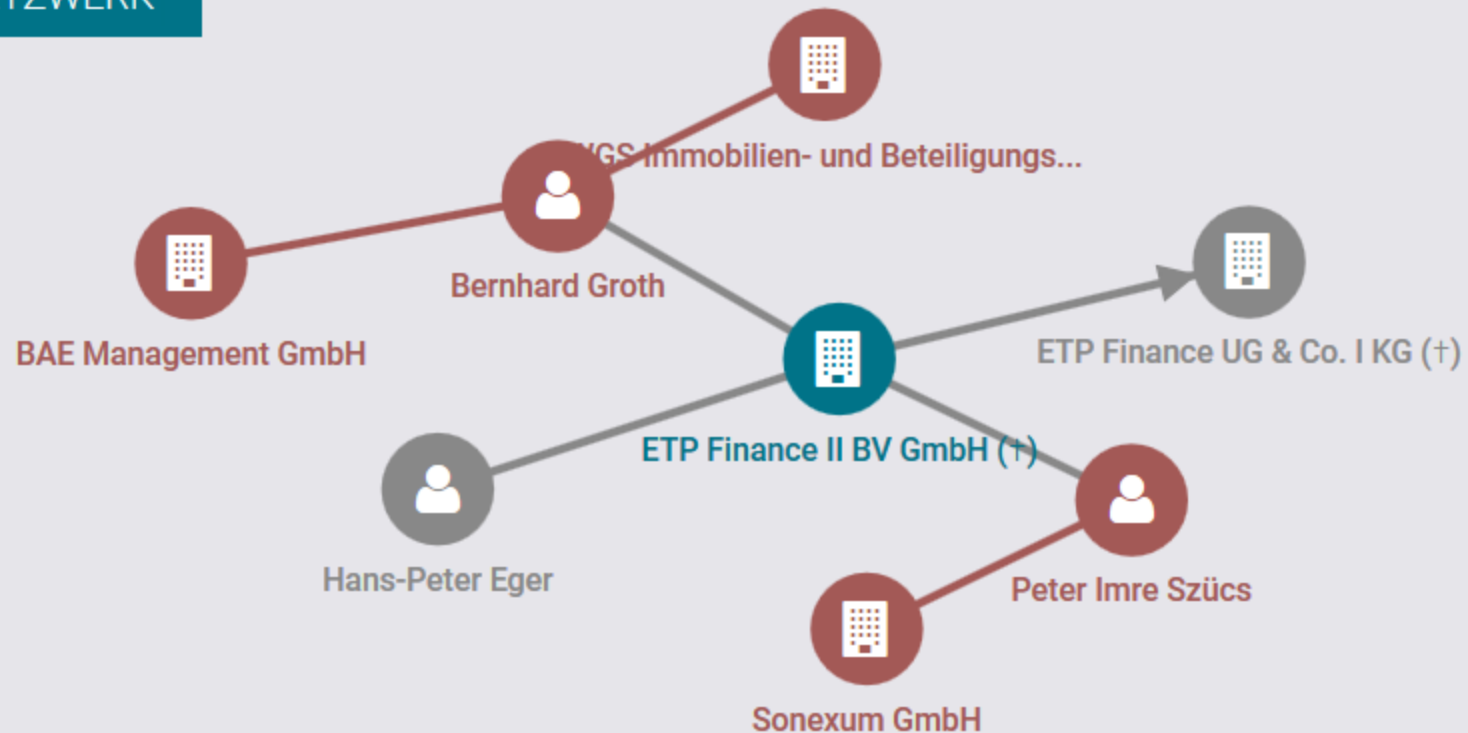 TZWERK
Immobilien- und Beteiligungs...
Bernhard Groth
BAE Management GmbH
ETP Finance UG & Co. I KG (†)
ETP Finance II BV GmbH (†)
Hans-Peter Eger
Peter Imre Szücs
Sonexum GmbH